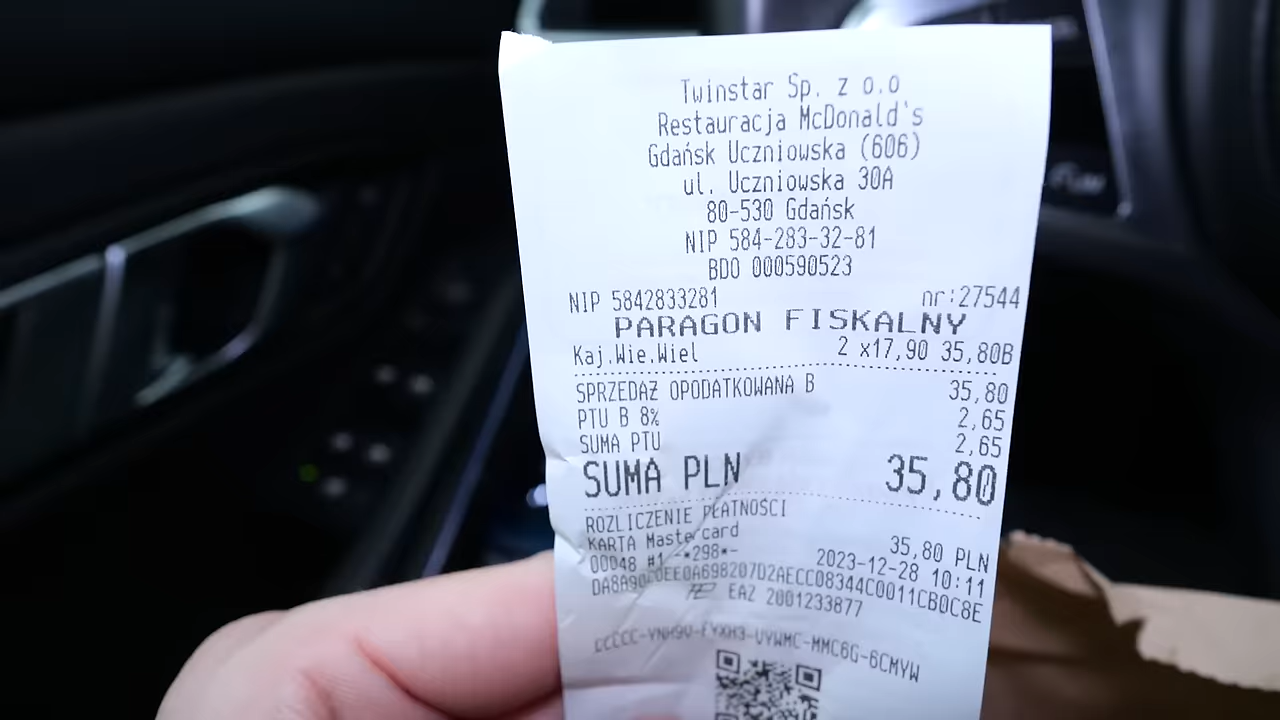 Twinstar Sp. z o.o
Restauracja McDonald's
Gdańsk Uczniowska (606)
ul. Uczniowska 30A
80-530 Gdańsk
NIP 584-283-32-81
BDO 000590523
NIP 5842833281 nr:27544
PARAGON FISKALNY
Kaj.Wie.Wiel 2 x17,90 35,80B
SPRZEDAŻ OPODATKOWANA B 35,80
PTU B 8% 2,65
SUMA PTU 2,65
SUMA PLN 35,80
ROZLICZENIE PŁATNOŚCI
KARTA Mastercard 35,80 PLN
00048 #1 -*298*- 2023-12-28 10:11
EAZ 2001233877